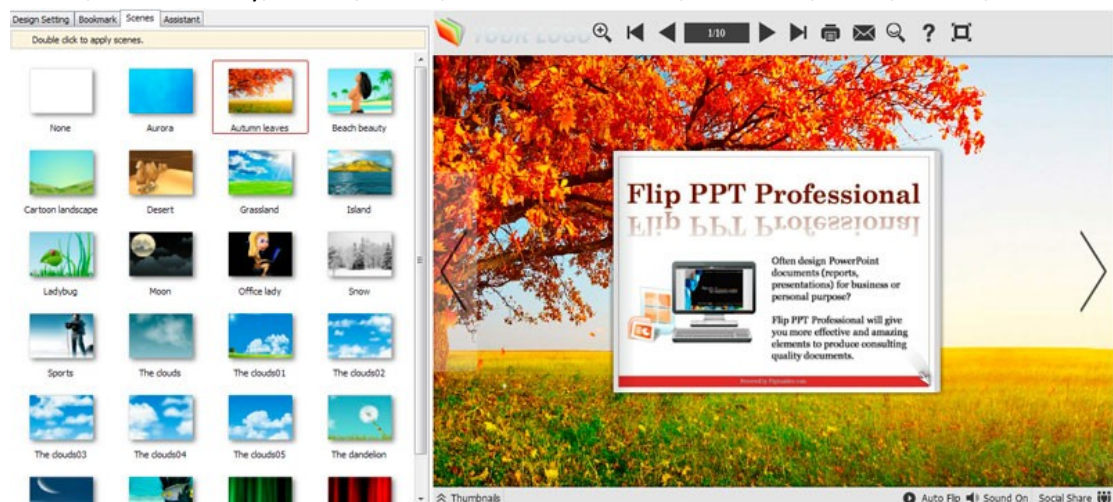 Design Setting Bookmark Scenes Assistant
Double click to apply scenes.
None Aurora Autumn leaves Beach beauty
Cartoon landscape Desert Grassland Island
Ladybug Moon Office lady Snow
Sports The clouds The clouds01 The clouds02
The clouds03 The clouds04 The clouds05 The dandelion
YOUR LOGO
1/10
?
Flip PPT Professional
Flip PPT Professional
Often design PowerPoint
documents (reports,
presentations) for business or
personal purpose?
Flip PPT Professional will give
you more effective and amazing
elements to produce consulting
quality documents.
Thumbnails
Auto Flip Sound On Social Share